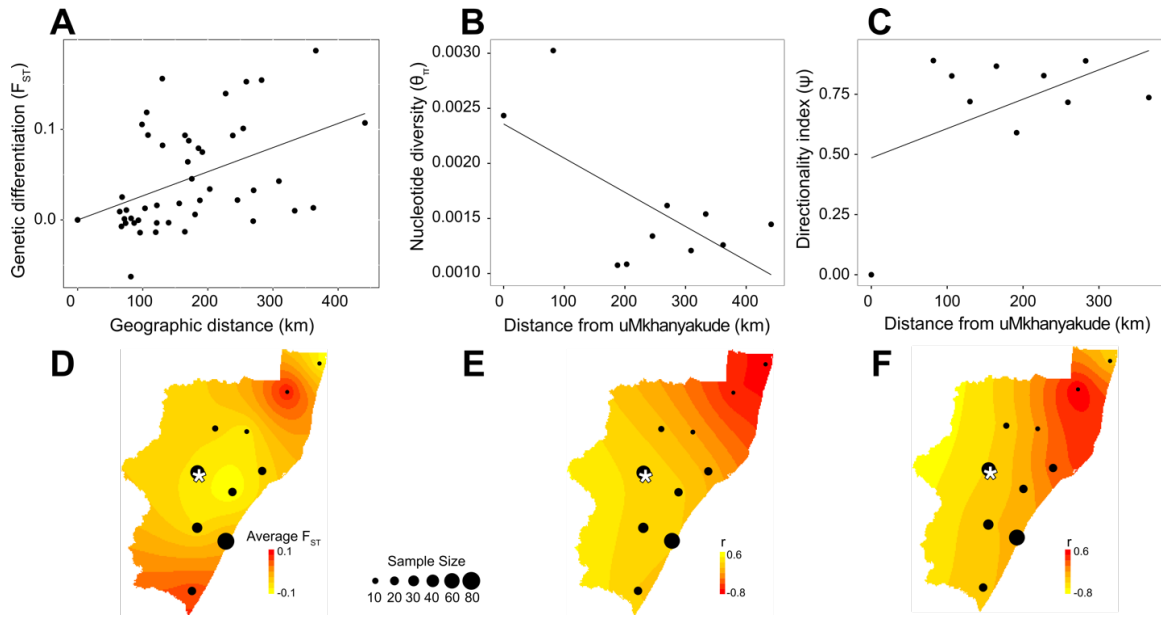 A
Genetic differentiation (F_ST)
0.1
0.0
0 100 200 300 400
Geographic distance (km)
B
Nucleotide diversity (θ_π)
0.0030
0.0025
0.0020
0.0015
0.0010
0 100 200 300 400
Distance from uMkhanyakude (km)
C
Directionality index (ψ)
0.75
0.50
0.25
0.00
0 100 200 300
Distance from uMkhanyakude (km)
D
*
Average F_ST
0.1
-0.1
Sample Size
10 20 30 40 60 80
E
*
r
0.6
-0.8
F
*
r
0.6
-0.8